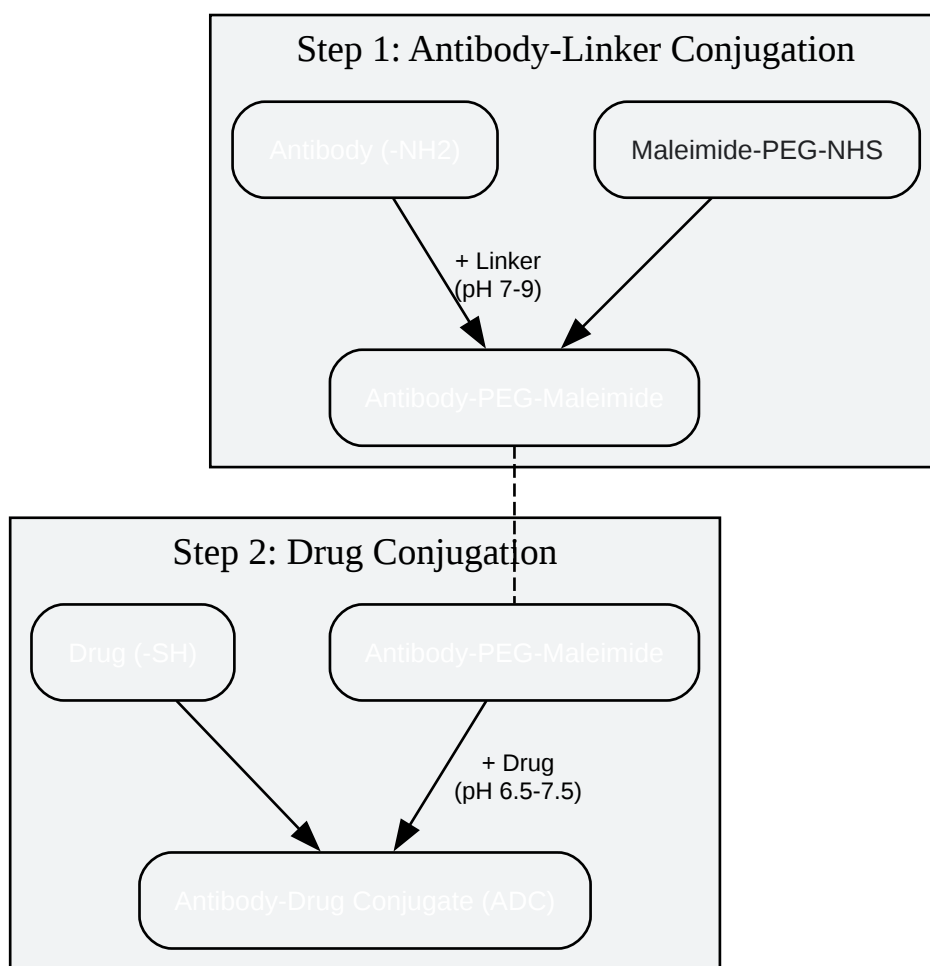 Step 1: Antibody-Linker Conjugation
Antibody (-NH2)
Maleimide-PEG-NHS
+ Linker
(pH 7-9)
Antibody-PEG-Maleimide
Step 2: Drug Conjugation
Drug (-SH)
Antibody-PEG-Maleimide
+ Drug
(pH 6.5-7.5)
Antibody-Drug Conjugate (ADC)